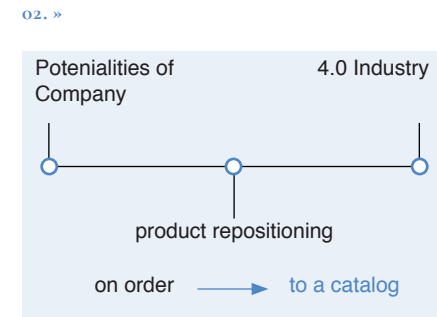 02. »
Potenialities of
Company
4.0 Industry
product repositioning
on order
to a catalog